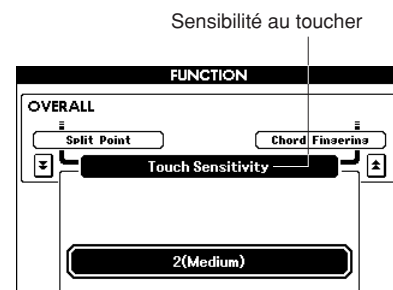 Sensibilité au toucher
FUNCTION
OVERALL
Split Point
Chord Fingering
Touch Sensitivity
2(Medium)